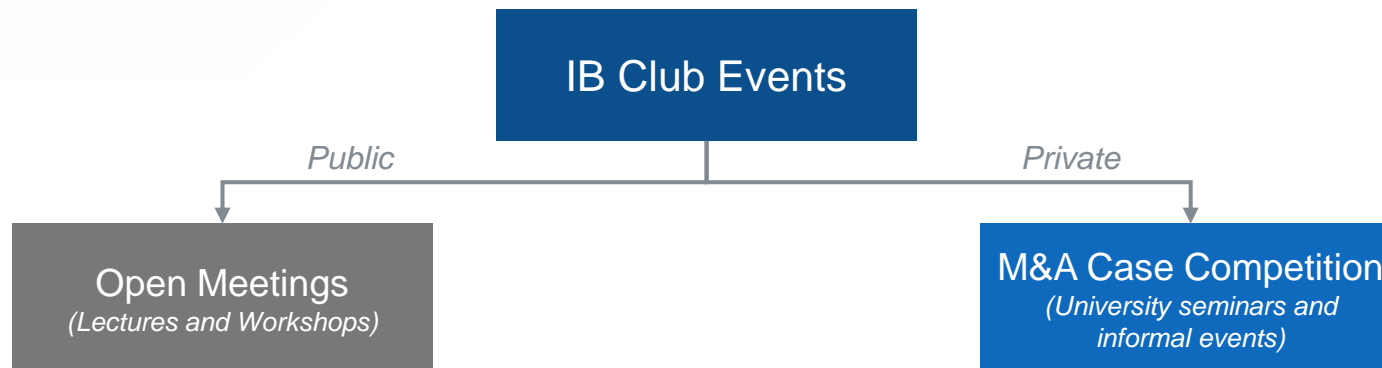 IB Club Events
Public
Private
Open Meetings
(Lectures and Workshops)
M&A Case Competition
(University seminars and
informal events)